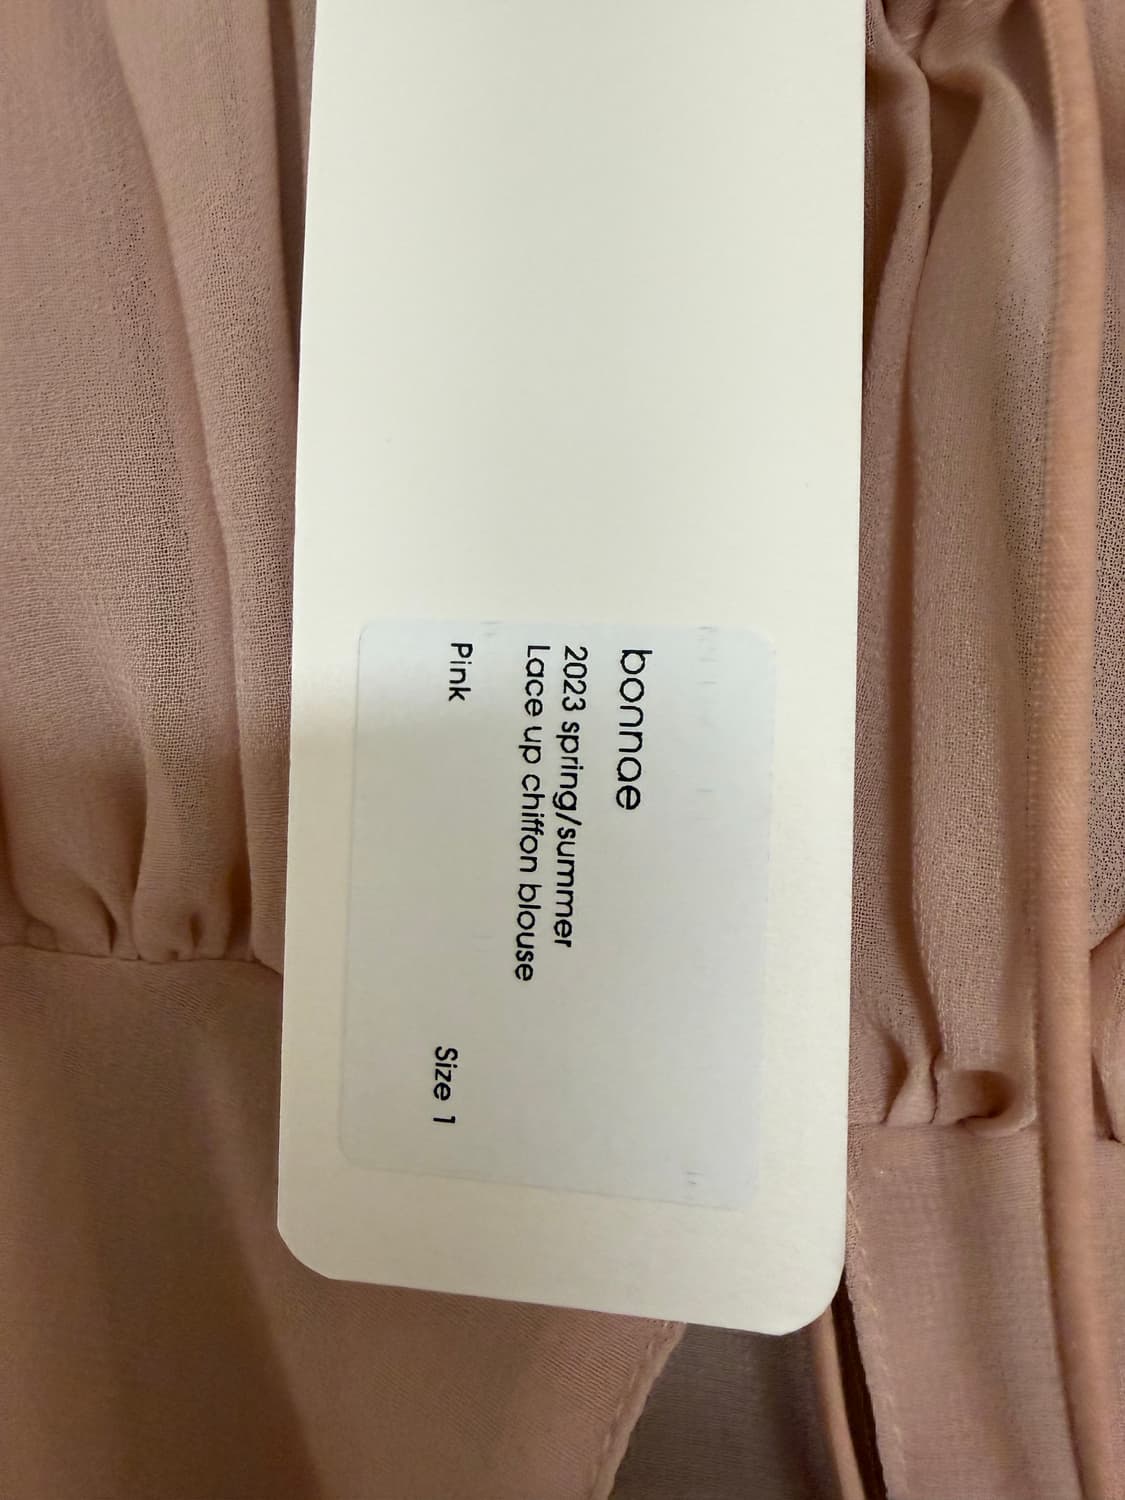 bonnae
2023 spring/summer
Lace up chiffon blouse
Pink
Size 1